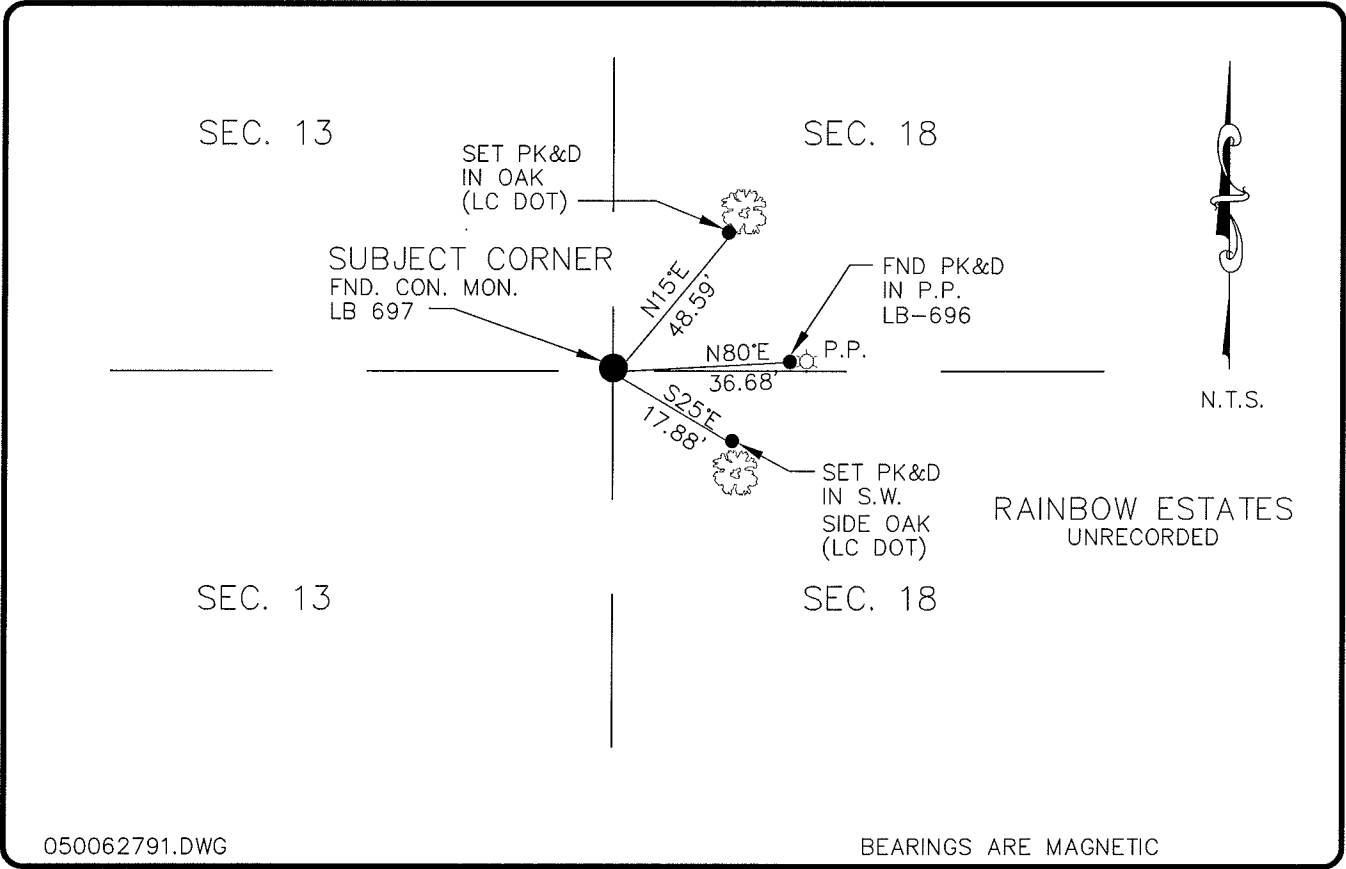 SEC. 13
SEC. 18
SET PK&D
IN OAK
(LC DOT)
SUBJECT CORNER
FND. CON. MON.
LB 697
N15°E
48.59'
FND PK&D
IN P.P.
LB-696
N80°E
36.68'
P.P.
S25°E
17.88'
N.T.S.
SET PK&D
IN S.W.
SIDE OAK
(LC DOT)
RAINBOW ESTATES
UNRECORDED
SEC. 13
SEC. 18
050062791.DWG
BEARINGS ARE MAGNETIC